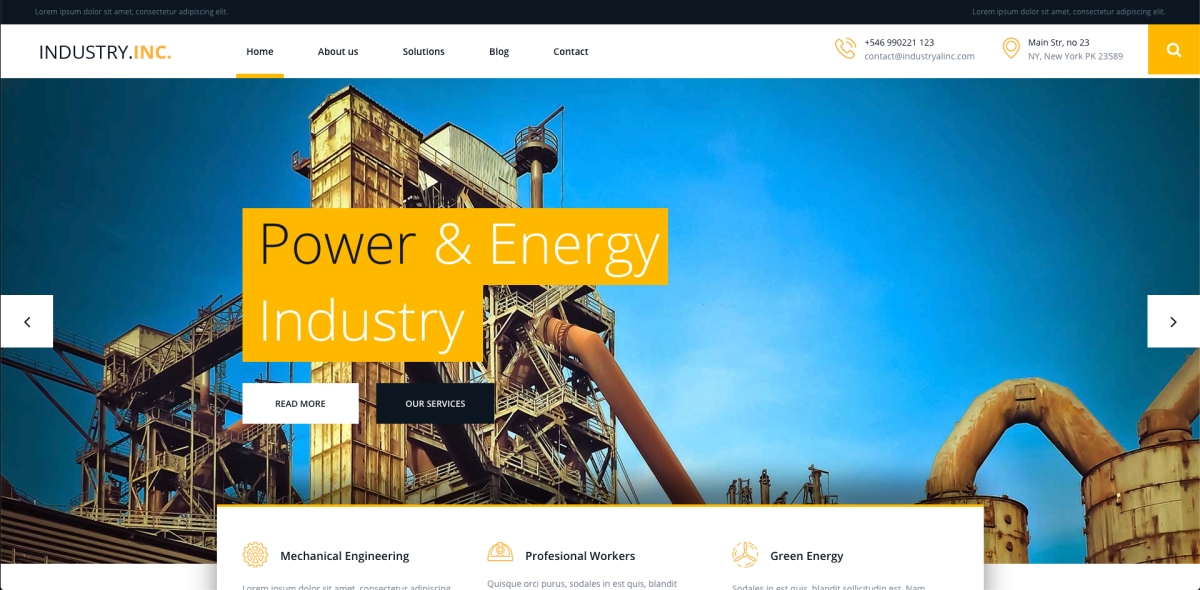 Lorem ipsum dolor sit amet, consectetur adipiscing elit.
Lorem ipsum dolor sit amet, consectetur adipiscing elit.
INDUSTRY.INC.
Home
About us
Solutions
Blog
Contact
+546 990221 123
contact@industryalinc.com
Main Str, no 23
NY, New York PK 23589
Power & Energy
Industry
READ MORE
OUR SERVICES
Mechanical Engineering
Profesional Workers
Green Energy
Lorem ipsum dolor sit amet, consectetur adipiscing
Quisque orci purus, sodales in est quis, blandit
Sodales in est quis, blandit sollicitudin est. Nam